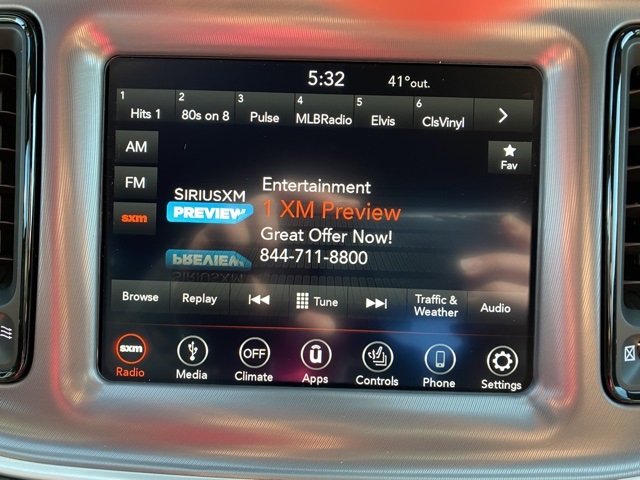 5:32 41°out.
1 2 3 4 5 6
Hits 1 80s on 8 Pulse MLBRadio Elvis ClsVinyl
AM
Fav
FM
sxm
SIRIUSXM
PREVIEW
Entertainment
1 XM Preview
Great Offer Now!
844-711-8800
PREVIEW
SIRIUSXM
Browse Replay Tune Traffic & Weather Audio
sxm OFF û
Radio Media Climate Apps Controls Phone Settings